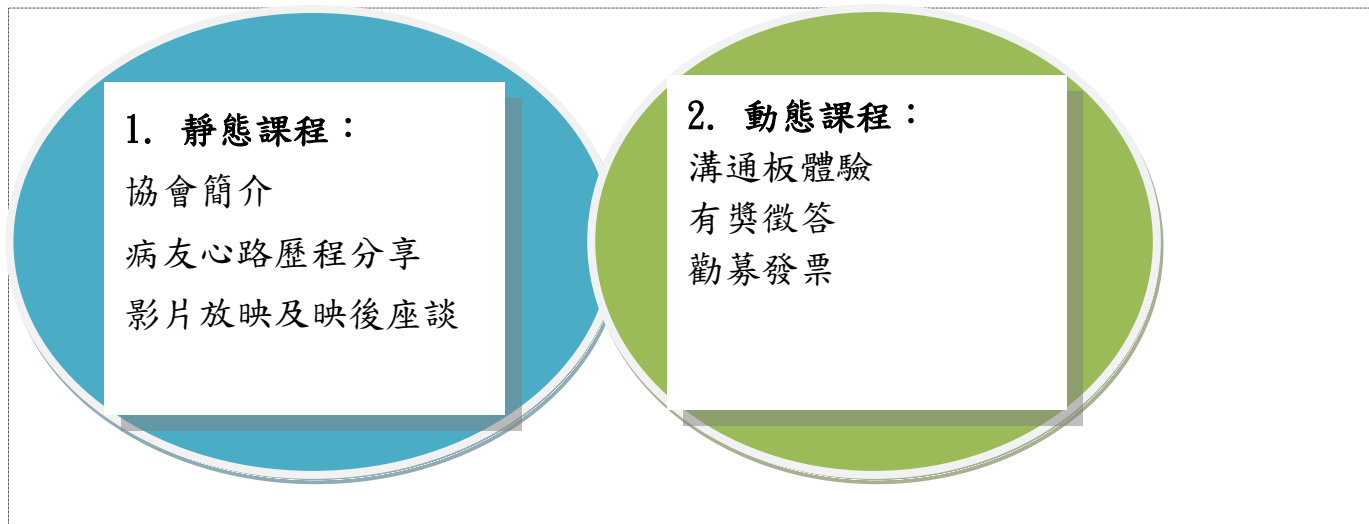 1. 靜態課程：
協會簡介
病友心路歷程分享
影片放映及映後座談
2. 動態課程：
溝通板體驗
有獎徵答
勸募發票